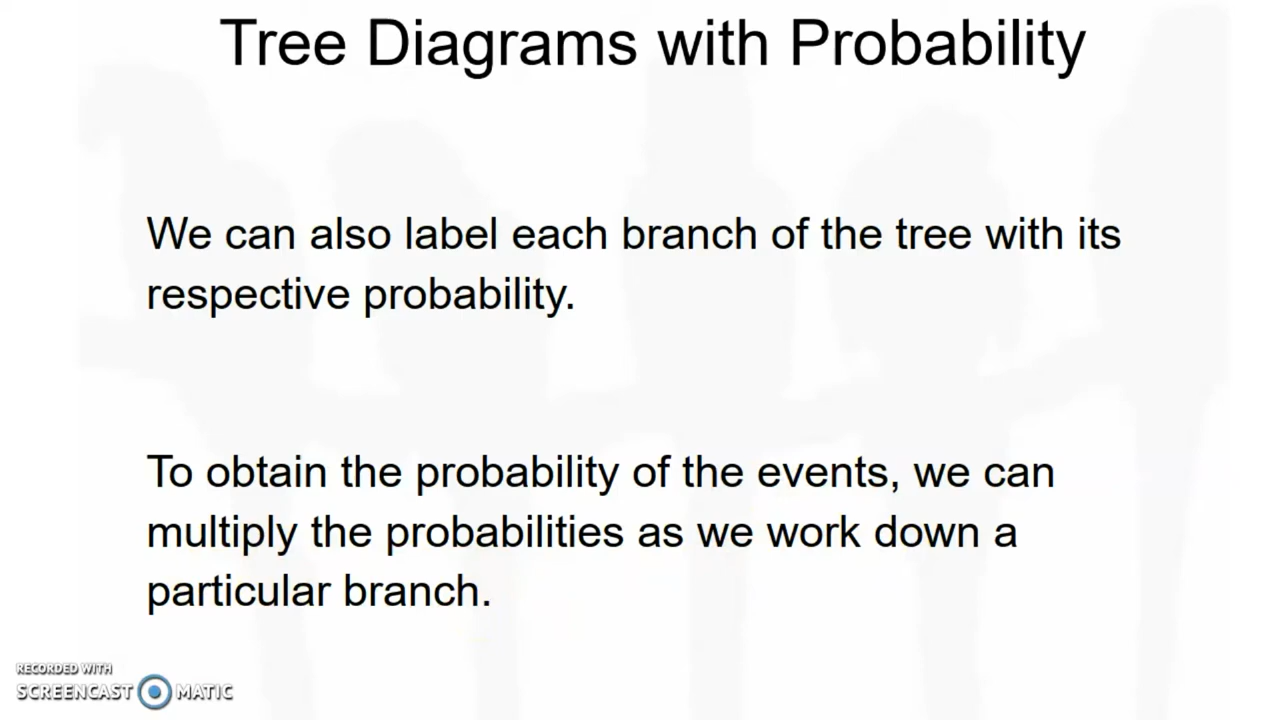 Tree Diagrams with Probability
We can also label each branch of the tree with its
respective probability.
To obtain the probability of the events, we can
multiply the probabilities as we work down a
particular branch.
RECORDED WITH
SCREENCAST MATIC